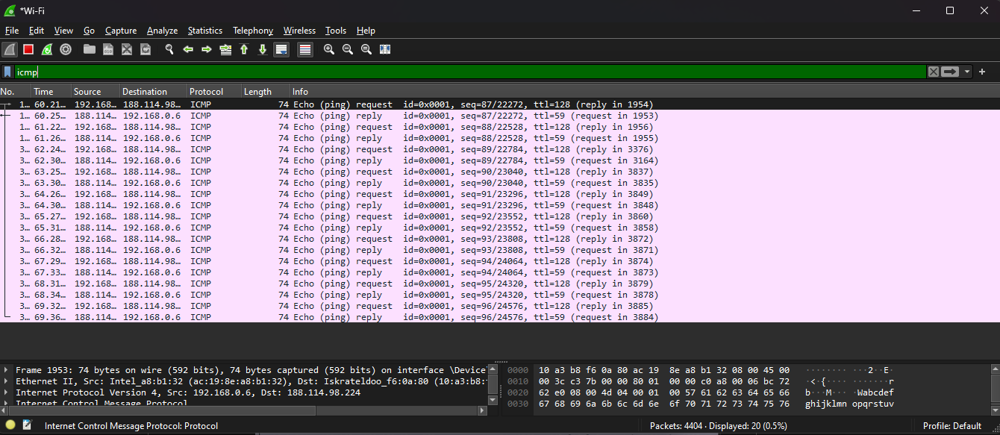 *Wi-Fi
File Edit View Go Capture Analyze Statistics Telephony Wireless Tools Help
icmp
No. Time Source Destination Protocol Length Info
1… 60.21… 192.168… 188.114.98… ICMP 74 Echo (ping) request id=0x0001, seq=87/22272, ttl=128 (reply in 1954)
1… 60.25… 188.114… 192.168.0.6 ICMP 74 Echo (ping) reply id=0x0001, seq=87/22272, ttl=59 (request in 1953)
1… 61.22… 192.168… 188.114.98… ICMP 74 Echo (ping) request id=0x0001, seq=88/22528, ttl=128 (reply in 1956)
1… 61.26… 188.114… 192.168.0.6 ICMP 74 Echo (ping) reply id=0x0001, seq=88/22528, ttl=59 (request in 1955)
3… 62.24… 192.168… 188.114.98… ICMP 74 Echo (ping) request id=0x0001, seq=89/22784, ttl=128 (reply in 3376)
3… 62.30… 188.114… 192.168.0.6 ICMP 74 Echo (ping) reply id=0x0001, seq=89/22784, ttl=59 (request in 3164)
3… 63.25… 192.168… 188.114.98… ICMP 74 Echo (ping) request id=0x0001, seq=90/23040, ttl=128 (reply in 3837)
3… 63.30… 188.114… 192.168.0.6 ICMP 74 Echo (ping) reply id=0x0001, seq=90/23040, ttl=59 (request in 3835)
3… 64.26… 192.168… 188.114.98… ICMP 74 Echo (ping) request id=0x0001, seq=91/23296, ttl=128 (reply in 3849)
3… 64.30… 188.114… 192.168.0.6 ICMP 74 Echo (ping) reply id=0x0001, seq=91/23296, ttl=59 (request in 3848)
3… 65.27… 192.168… 188.114.98… ICMP 74 Echo (ping) request id=0x0001, seq=92/23552, ttl=128 (reply in 3860)
3… 65.31… 188.114… 192.168.0.6 ICMP 74 Echo (ping) reply id=0x0001, seq=92/23552, ttl=59 (request in 3858)
3… 66.28… 192.168… 188.114.98… ICMP 74 Echo (ping) request id=0x0001, seq=93/23808, ttl=128 (reply in 3872)
3… 66.32… 188.114… 192.168.0.6 ICMP 74 Echo (ping) reply id=0x0001, seq=93/23808, ttl=59 (request in 3871)
3… 67.29… 192.168… 188.114.98… ICMP 74 Echo (ping) request id=0x0001, seq=94/24064, ttl=128 (reply in 3874)
3… 67.33… 188.114… 192.168.0.6 ICMP 74 Echo (ping) reply id=0x0001, seq=94/24064, ttl=59 (request in 3873)
3… 68.31… 192.168… 188.114.98… ICMP 74 Echo (ping) request id=0x0001, seq=95/24320, ttl=128 (reply in 3879)
3… 68.34… 188.114… 192.168.0.6 ICMP 74 Echo (ping) reply id=0x0001, seq=95/24320, ttl=59 (request in 3878)
3… 69.32… 192.168… 188.114.98… ICMP 74 Echo (ping) request id=0x0001, seq=96/24576, ttl=128 (reply in 3885)
3… 69.36… 188.114… 192.168.0.6 ICMP 74 Echo (ping) reply id=0x0001, seq=96/24576, ttl=59 (request in 3884)
Frame 1953: 74 bytes on wire (592 bits), 74 bytes captured (592 bits) on interface \Device
Ethernet II, Src: Intel_a8:b1:32 (ac:19:8e:a8:b1:32), Dst: Iskrateldoo_f6:0a:80 (10:a3:b8:
Internet Protocol Version 4, Src: 192.168.0.6, Dst: 188.114.98.224
Internet Control Message Protocol
0000 10 a3 b8 f6 0a 80 ac 19 8e a8 b1 32 08 00 45 00 ········ ···2··E·
0010 00 3c c3 7b 00 00 80 01 00 00 c0 a8 00 06 bc 72 ·<·{···· ·······r
0020 62 e0 08 00 4d 04 00 01 00 57 61 62 63 64 65 66 b···M··· ·Wabcdef
0030 67 68 69 6a 6b 6c 6d 6e 6f 70 71 72 73 74 75 76 ghijklmn opqrstuv
Internet Control Message Protocol: Protocol
Packets: 4404 · Displayed: 20 (0.5%)
Profile: Default